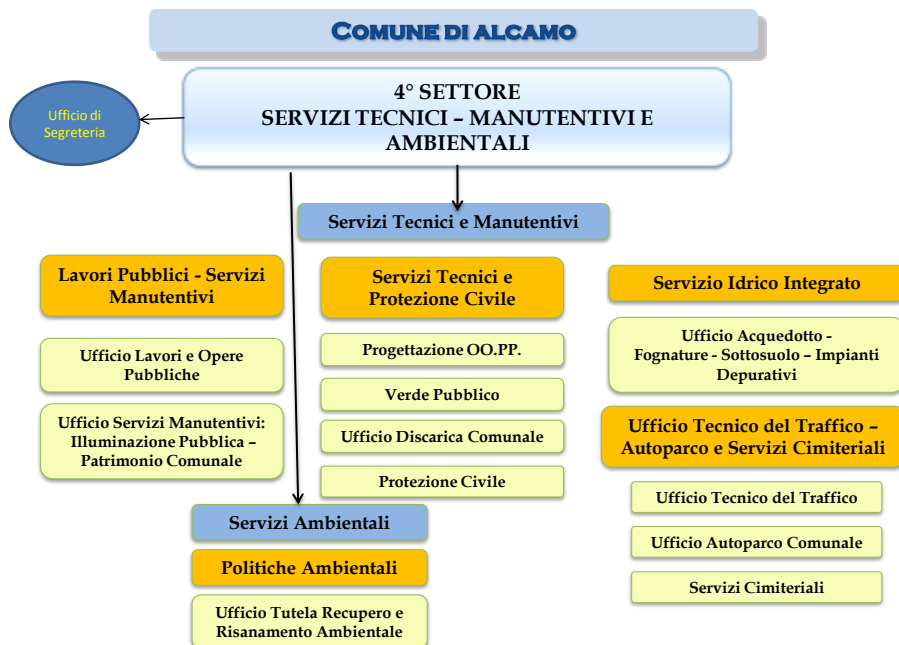 COMUNE DI ALCAMO
4° SETTORE
SERVIZI TECNICI – MANUTENTIVI E
AMBIENTALI
Ufficio di
Segreteria
Servizi Tecnici e Manutentivi
Lavori Pubblici - Servizi
Manutentivi
Ufficio Lavori e Opere
Pubbliche
Ufficio Servizi Manutentivi:
Illuminazione Pubblica –
Patrimonio Comunale
Servizi Tecnici e
Protezione Civile
Progettazione OO.PP.
Verde Pubblico
Ufficio Discarica Comunale
Protezione Civile
Servizio Idrico Integrato
Ufficio Acquedotto -
Fognature - Sottosuolo – Impianti
Depurativi
Ufficio Tecnico del Traffico –
Autoparco e Servizi Cimiteriali
Ufficio Tecnico del Traffico
Ufficio Autoparco Comunale
Servizi Cimiteriali
Servizi Ambientali
Politiche Ambientali
Ufficio Tutela Recupero e
Risanamento Ambientale